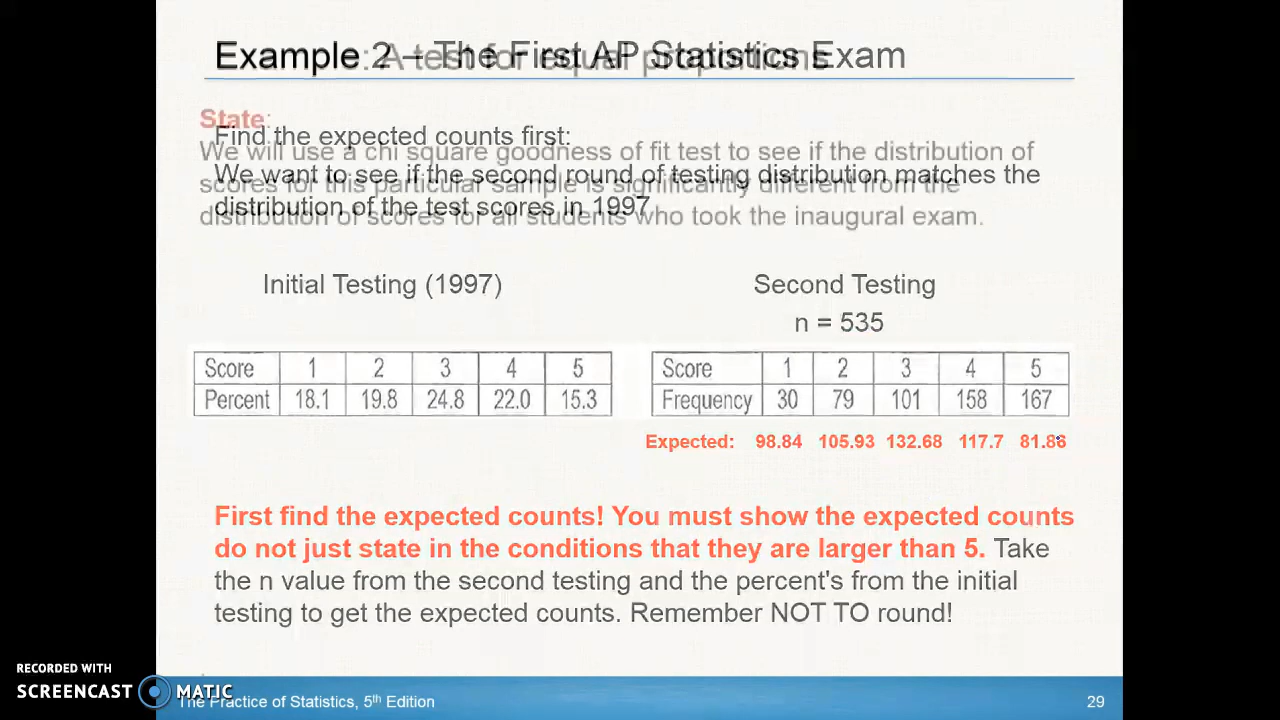 Example 2 – The First AP Statistics Exam
: A test for equal proportions
State:
Find the expected counts first:
We will use a chi square goodness of fit test to see if the distribution of
We want to see if the second round of testing distribution matches the
scores for this particular sample is significantly different from the
distribution of the test scores in 1997
distribution of scores for all students who took the inaugural exam.
Initial Testing (1997)
Second Testing
n = 535
Score 1 2 3 4 5
Percent 18.1 19.8 24.8 22.0 15.3
Score 1 2 3 4 5
Frequency 30 79 101 158 167
Expected: 98.84 105.93 132.68 117.7 81.86
First find the expected counts! You must show the expected counts
do not just state in the conditions that they are larger than 5. Take
the n value from the second testing and the percent's from the initial
testing to get the expected counts. Remember NOT TO round!
RECORDED WITH
SCREENCAST MATIC
The Practice of Statistics, 5th Edition
29